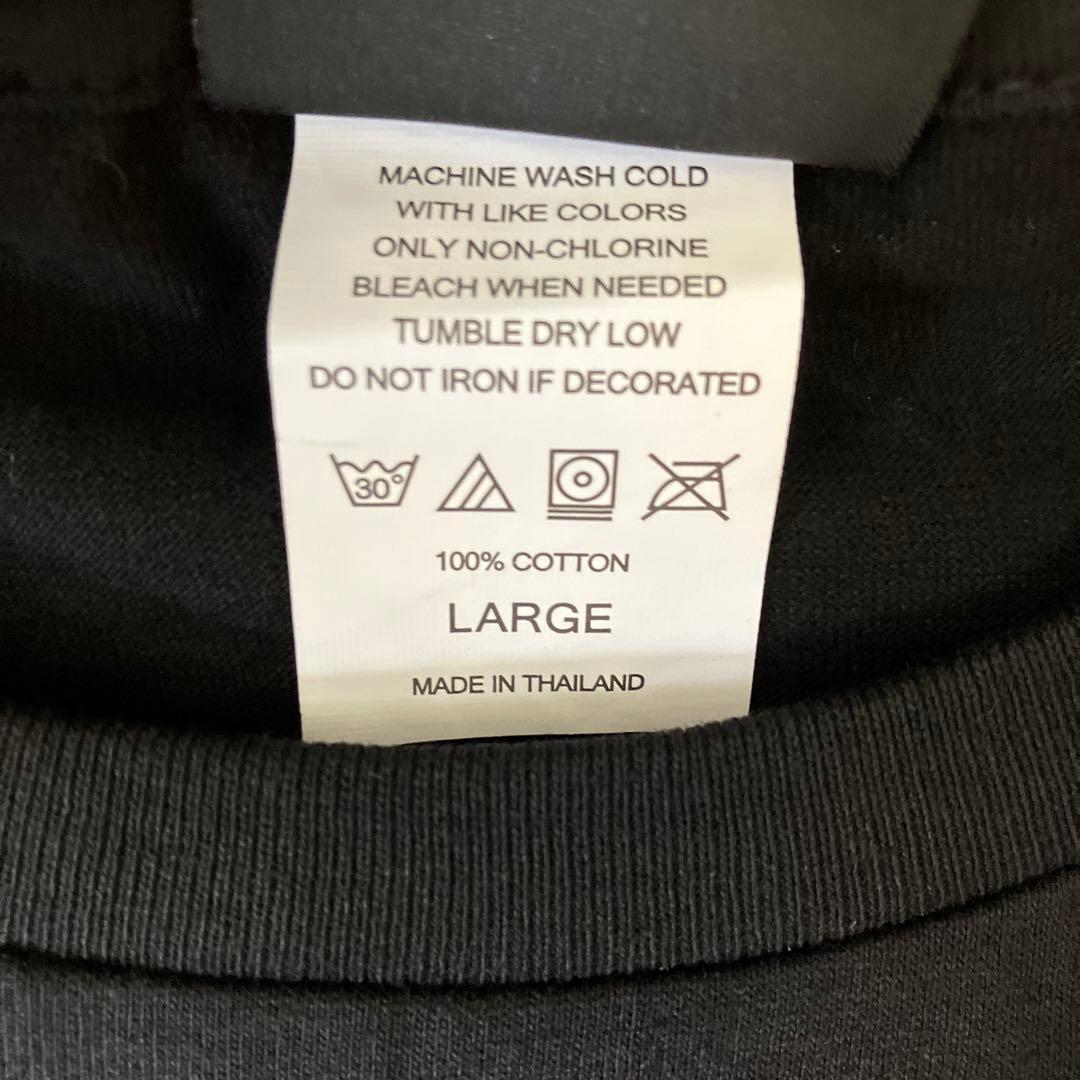 MACHINE WASH COLD
WITH LIKE COLORS
ONLY NON-CHLORINE
BLEACH WHEN NEEDED
TUMBLE DRY LOW
DO NOT IRON IF DECORATED
30°
100% COTTON
LARGE
MADE IN THAILAND